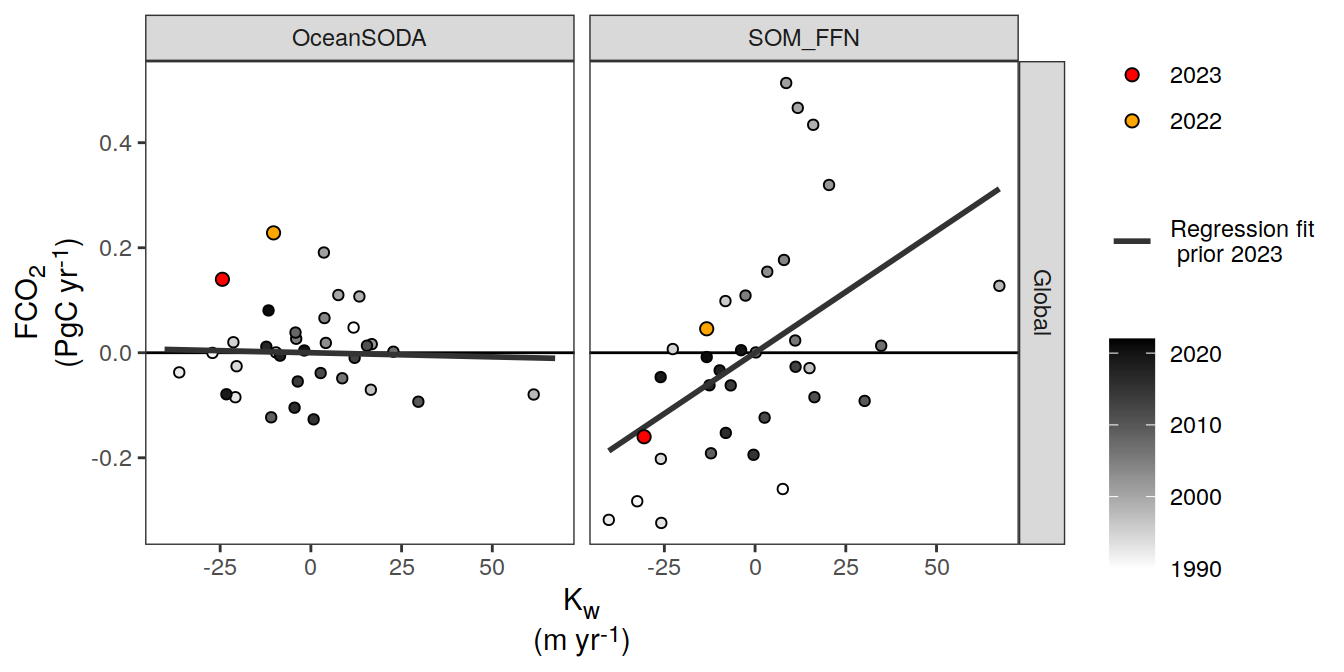 OceanSODA
SOM_FFN
Global
FCO₂
(PgC yr⁻¹)
0.4
0.2
0.0
-0.2
-25
0
25
50
-25
0
25
50
K_w
(m yr⁻¹)
2023
2022
Regression fit
prior 2023
2020
2010
2000
1990